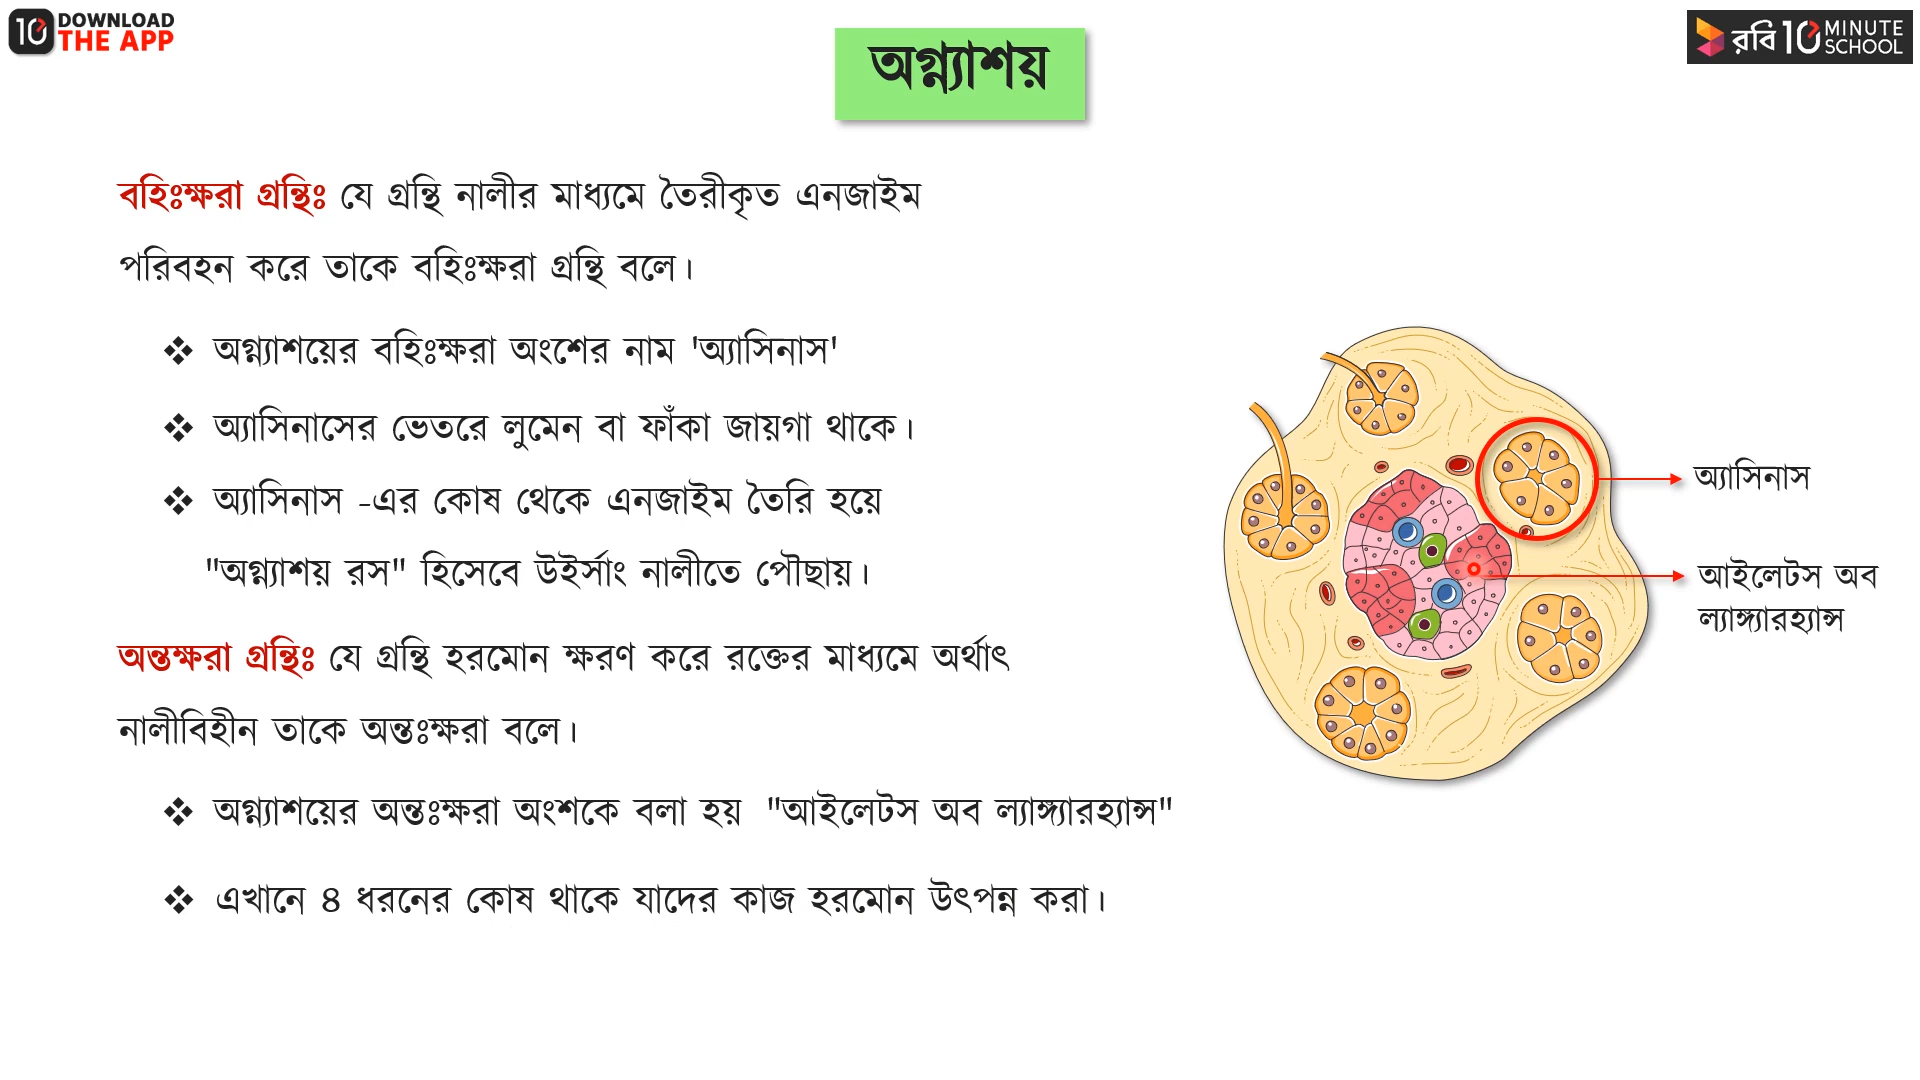 10 DOWNLOAD THE APP
রবি 10 MINUTE SCHOOL
অগ্ন্যাশয়
বহিঃক্ষরা গ্রন্থিঃ যে গ্রন্থি নালীর মাধ্যমে তৈরীকৃত এনজাইম
পরিবহন করে তাকে বহিঃক্ষরা গ্রন্থি বলে।
❖ অগ্ন্যাশয়ের বহিঃক্ষরা অংশের নাম 'অ্যাসিনাস'
❖ অ্যাসিনাসের ভেতরে লুমেন বা ফাঁকা জায়গা থাকে।
❖ অ্যাসিনাস -এর কোষ থেকে এনজাইম তৈরি হয়ে
"অগ্ন্যাশয় রস" হিসেবে উইর্সাং নালীতে পৌছায়।
অন্তক্ষরা গ্রন্থিঃ যে গ্রন্থি হরমোন ক্ষরণ করে রক্তের মাধ্যমে অর্থাৎ
নালীবিহীন তাকে অন্তঃক্ষরা বলে।
❖ অগ্ন্যাশয়ের অন্তঃক্ষরা অংশকে বলা হয় "আইলেটস অব ল্যাঙ্গ্যারহ্যান্স"
❖ এখানে ৪ ধরনের কোষ থাকে যাদের কাজ হরমোন উৎপন্ন করা।
অ্যাসিনাস
আইলেটস অব
ল্যাঙ্গ্যারহ্যান্স